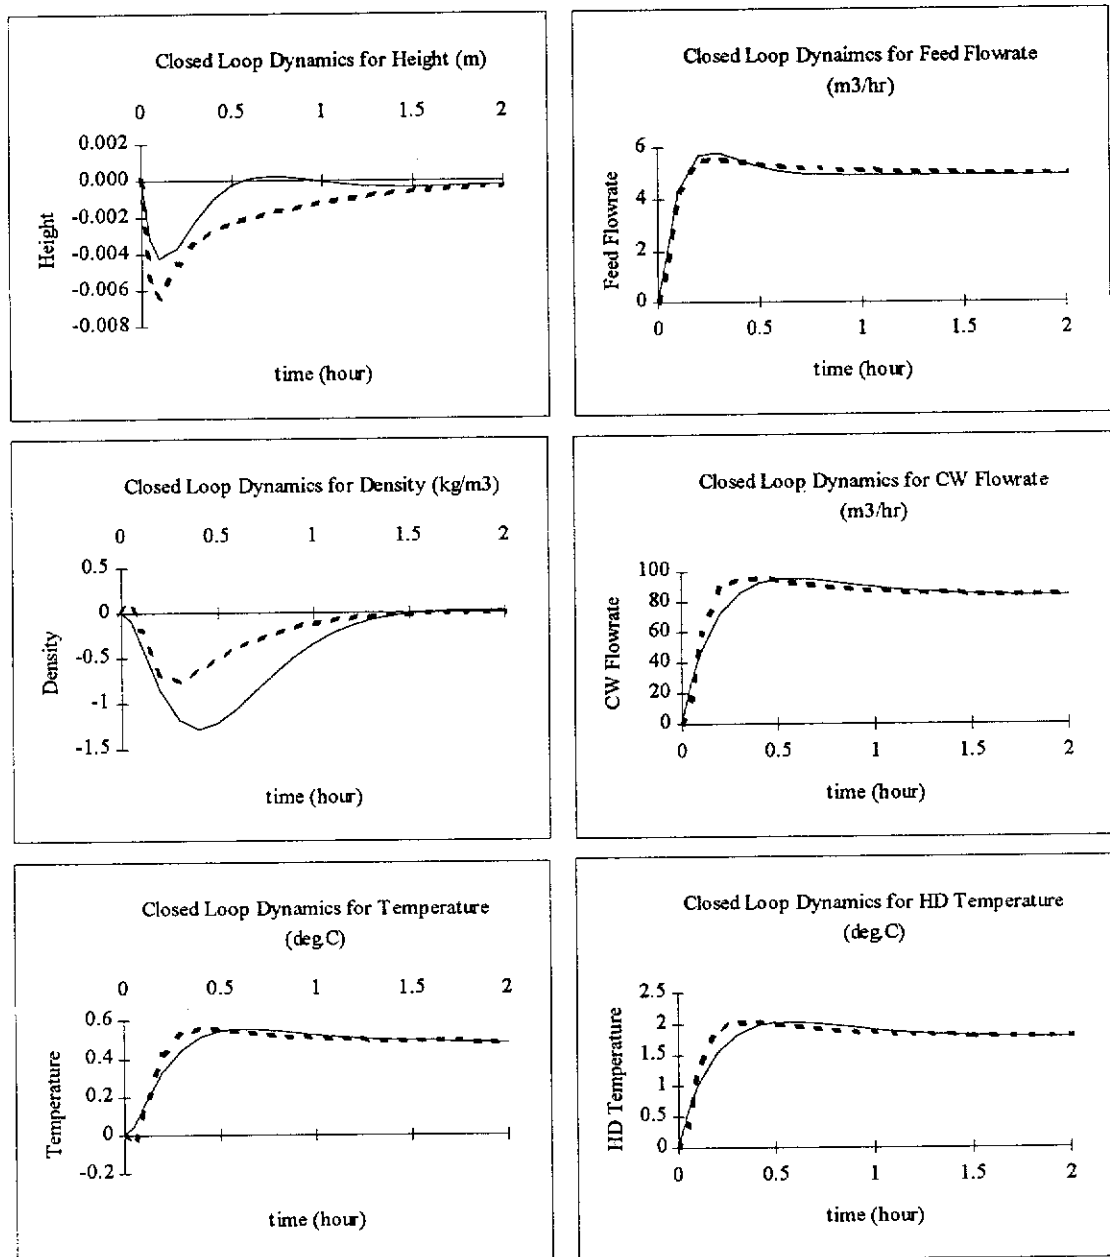 Closed Loop Dynamics for Height (m)
0 0.5 1 1.5 2
0.002
0.000
-0.002
-0.004
-0.006
-0.008
Height
time (hour)
Closed Loop Dynaimcs for Feed Flowrate
(m3/hr)
6
4
2
0
Feed Flowrate
0 0.5 1 1.5 2
time (hour)
Closed Loop Dynamics for Density (kg/m3)
0 0.5 1 1.5 2
0.5
0
-0.5
-1
-1.5
Density
time (hour)
Closed Loop Dynamics for CW Flowrate
(m3/hr)
100
80
60
40
20
0
CW Flowrate
0 0.5 1 1.5 2
time (hour)
Closed Loop Dynamics for Temperature
(deg.C)
0 0.5 1 1.5 2
0.6
0.4
0.2
0
-0.2
Temperature
time (hour)
Closed Loop Dynamics for HD Temperature
(deg.C)
2.5
2
1.5
1
0.5
0
HD Temperature
0 0.5 1 1.5 2
time (hour)